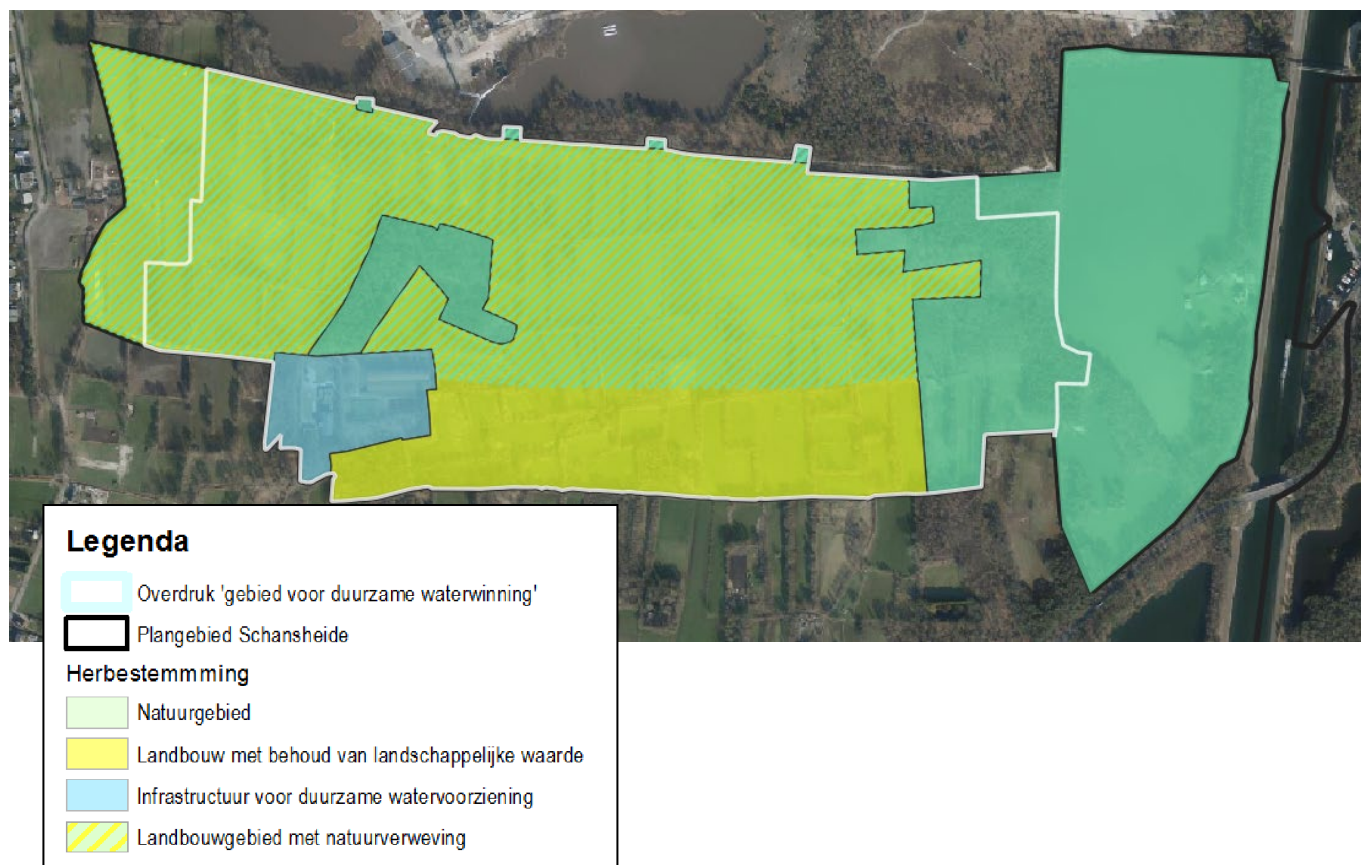 Legenda
Overdruk 'gebied voor duurzame waterwinning'
Plangebied Schansheide
Herbestemmming
Natuurgebied
Landbouw met behoud van landschappelijke waarde
Infrastructuur voor duurzame watervoorziening
Landbouwgebied met natuurverweving